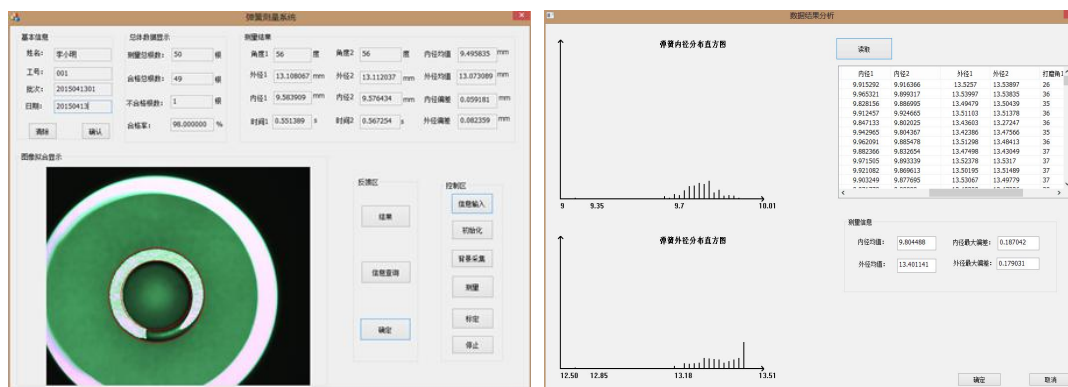 弹簧测量系统
基本信息
姓名: 李小明
工号: 001
批次: 2015041301
日期: 20150413
清除 确认
总体数据显示
测量总根数: 50 根
合格总根数: 49 根
不合格根数: 1 根
合格率: 98.000000 %
测量结果
角度1 56 度 角度2 56 度 内径均值 9.495835 mm
外径1 13.108067 mm 外径2 13.112037 mm 外径均值 13.073089 mm
内径1 9.583909 mm 内径2 9.576434 mm 内径偏差 0.059181 mm
时间1 0.551389 s 时间2 0.567254 s 外径偏差 0.082359 mm
图像拟合显示
反馈区
结果
信息查询
确定
控制区
信息输入
初始化
背景采集
测量
标定
停止
数据结果分析
弹簧内径分布直方图
9 9.35 9.7 10.01
弹簧外径分布直方图
12.50 12.85 13.18 13.51
读取
内径1 内径2 外径1 外径2 打磨角1
9.915292 9.916366 13.5257 13.53897 26
9.965321 9.899317 13.53997 13.53835 36
9.828156 9.886995 13.49479 13.50439 35
9.912457 9.924665 13.51103 13.51378 36
9.847133 9.802025 13.43603 13.27247 36
9.942965 9.804367 13.42386 13.47566 35
9.962091 9.885478 13.51298 13.48413 36
9.882366 9.832654 13.47498 13.43049 37
9.971505 9.893339 13.52378 13.5317 37
9.921082 9.869613 13.50195 13.51489 37
9.903249 9.877695 13.53067 13.49779 37
测量信息
内径均值: 9.804488 内径最大偏差: 0.187042
外径均值: 13.401141 外径最大偏差: 0.179031
确定 取消